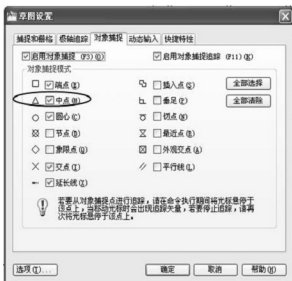 草图设置
捕捉和栅格 极轴追踪 对象捕捉 动态输入 快捷特性
启用对象捕捉 (F3)(O) 启用对象捕捉追踪 (F11)(K)
对象捕捉模式
端点(E) 插入点(S) 全部选择
中点(M) 垂足(P) 全部清除
圆心(C) 切点(N)
节点(D) 最近点(R)
象限点(Q) 外观交点(A)
交点(I) 平行线(L)
延长线(X)
若要从对象捕捉点进行追踪，请在命令执行期间将光标悬停于
该点上，当移动光标时会出现追踪矢量，若要停止追踪，请再
次将光标悬停于该点上。
选项(T)... 确定 取消 帮助(H)